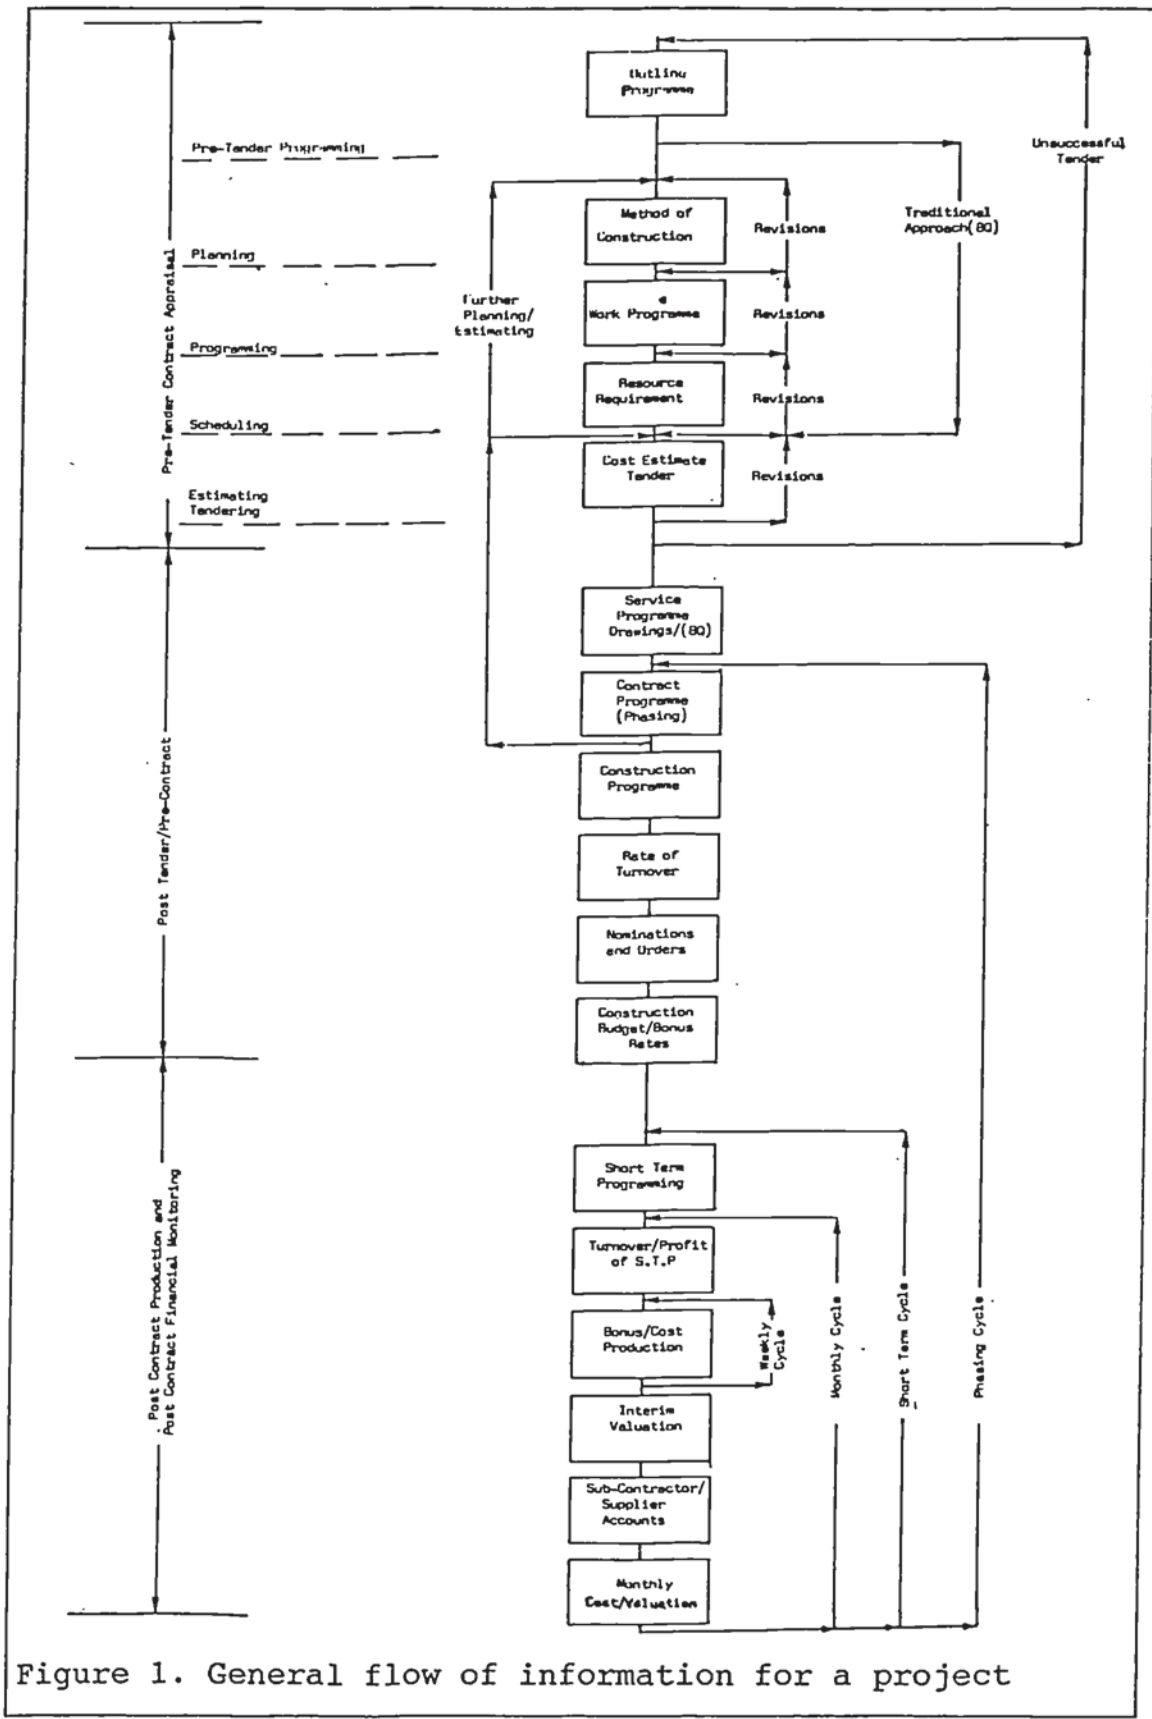 Outline
Programme
Unsuccessful
Tender
Pre-Tender Programming
Traditional
Approach(BQ)
Method of
Construction
Revisions
Planning
Further
Planning/
Estimating
Work Programme
Revisions
Programming
Resource
Requirement
Revisions
Scheduling
Cost Estimate
Tender
Revisions
Estimating
Tendering
Pre-Tender Contract Appraisal
Service
Programme
Drawings/(BQ)
Contract
Programme
(Phasing)
Construction
Programme
Post Tender/Pre-Contract
Rate of
Turnover
Nominations
and Orders
Construction
Budget/Bonus
Rates
Short Term
Programming
Turnover/Profit
of S.T.P
Bonus/Cost
Production
Weekly
Cycle
Monthly Cycle
Short Term Cycle
Phasing Cycle
Post Contract Production and
Post Contract Financial Monitoring
Interim
Valuation
Sub-Contractor/
Supplier
Accounts
Monthly
Cost/Valuation
Figure 1. General flow of information for a project